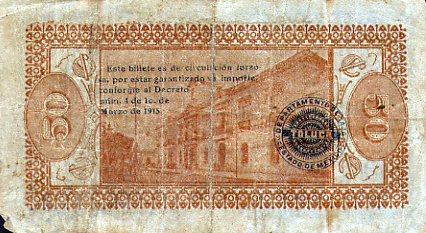 Este billete es de circulación forzo
sa, por estar garantizado su importe,
conforme al Decreto
núm. 4 de 1o. de
Marzo de 1915.
50
50
DEPARTAMENTO
TOLUCA
ESTADO DE MEXICO